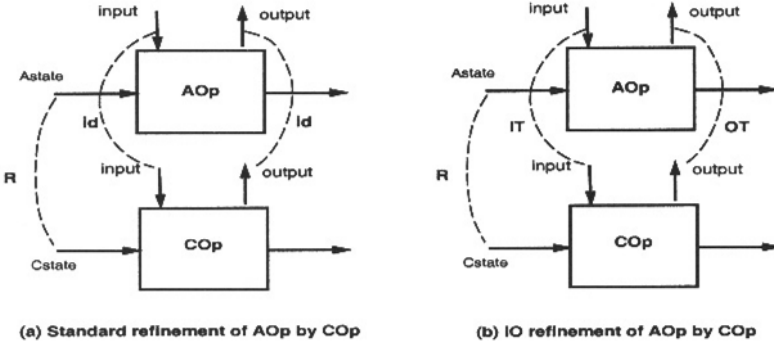 input
output
Astate
AOp
Id
Id
R
input
output
COp
Cstate
(a) Standard refinement of AOp by COp
input
output
Astate
AOp
IT
OT
R
input
output
COp
Cstate
(b) IO refinement of AOp by COp